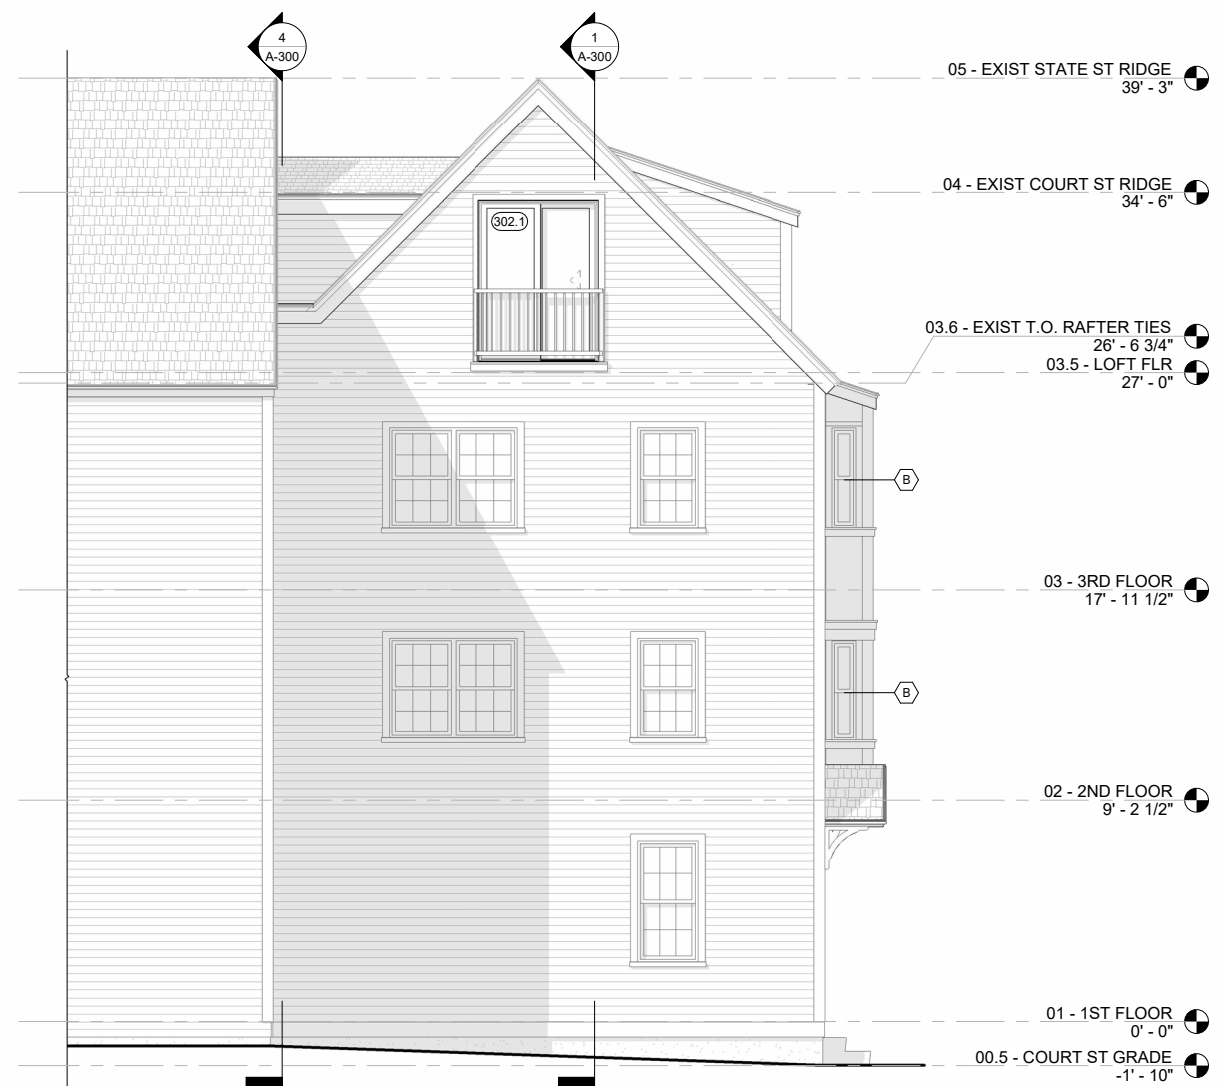 4
A-300
1
A-300
05 - EXIST STATE ST RIDGE
39' - 3"
04 - EXIST COURT ST RIDGE
34' - 6"
302.1
03.6 - EXIST T.O. RAFTER TIES
26' - 6 3/4"
03.5 - LOFT FLR
27' - 0"
B
03 - 3RD FLOOR
17' - 11 1/2"
B
02 - 2ND FLOOR
9' - 2 1/2"
01 - 1ST FLOOR
0' - 0"
00.5 - COURT ST GRADE
-1' - 10"